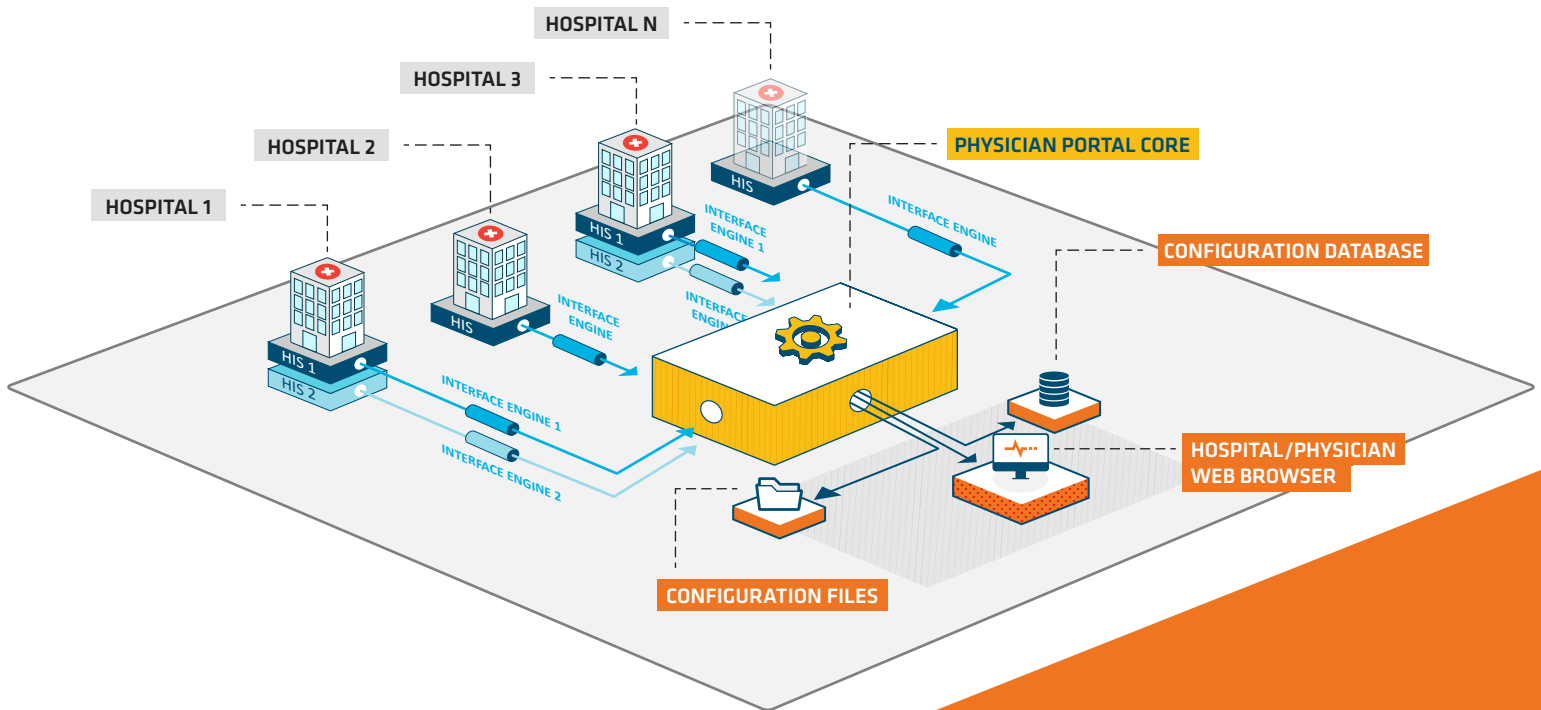 HOSPITAL N
HOSPITAL 3
HOSPITAL 2
HOSPITAL 1
PHYSICIAN PORTAL CORE
CONFIGURATION DATABASE
HOSPITAL/PHYSICIAN
WEB BROWSER
CONFIGURATION FILES
HIS
INTERFACE ENGINE
HIS 1
HIS 2
INTERFACE
ENGINE 1
INTERFACE
ENGINE
HIS
INTERFACE
ENGINE
HIS 1
HIS 2
INTERFACE ENGINE 1
INTERFACE ENGINE 2